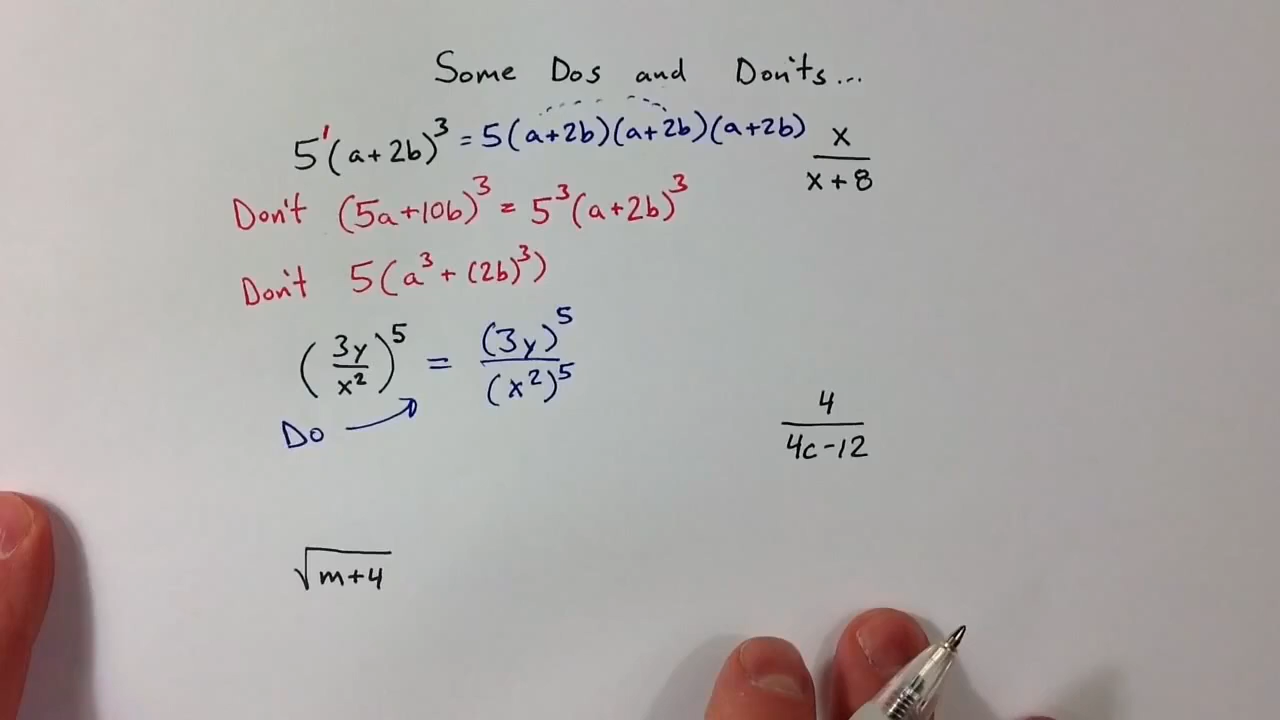 Some Dos and Don'ts...
5¹(a+2b)³ = 5(a+2b)(a+2b)(a+2b)
x/(x+8)
Don't (5a+10b)³ = 5³(a+2b)³
Don't 5(a³ + (2b)³)
(3y/x²)⁵ = (3y)⁵/(x²)⁵
Do
4/(4c-12)
√(m+4)